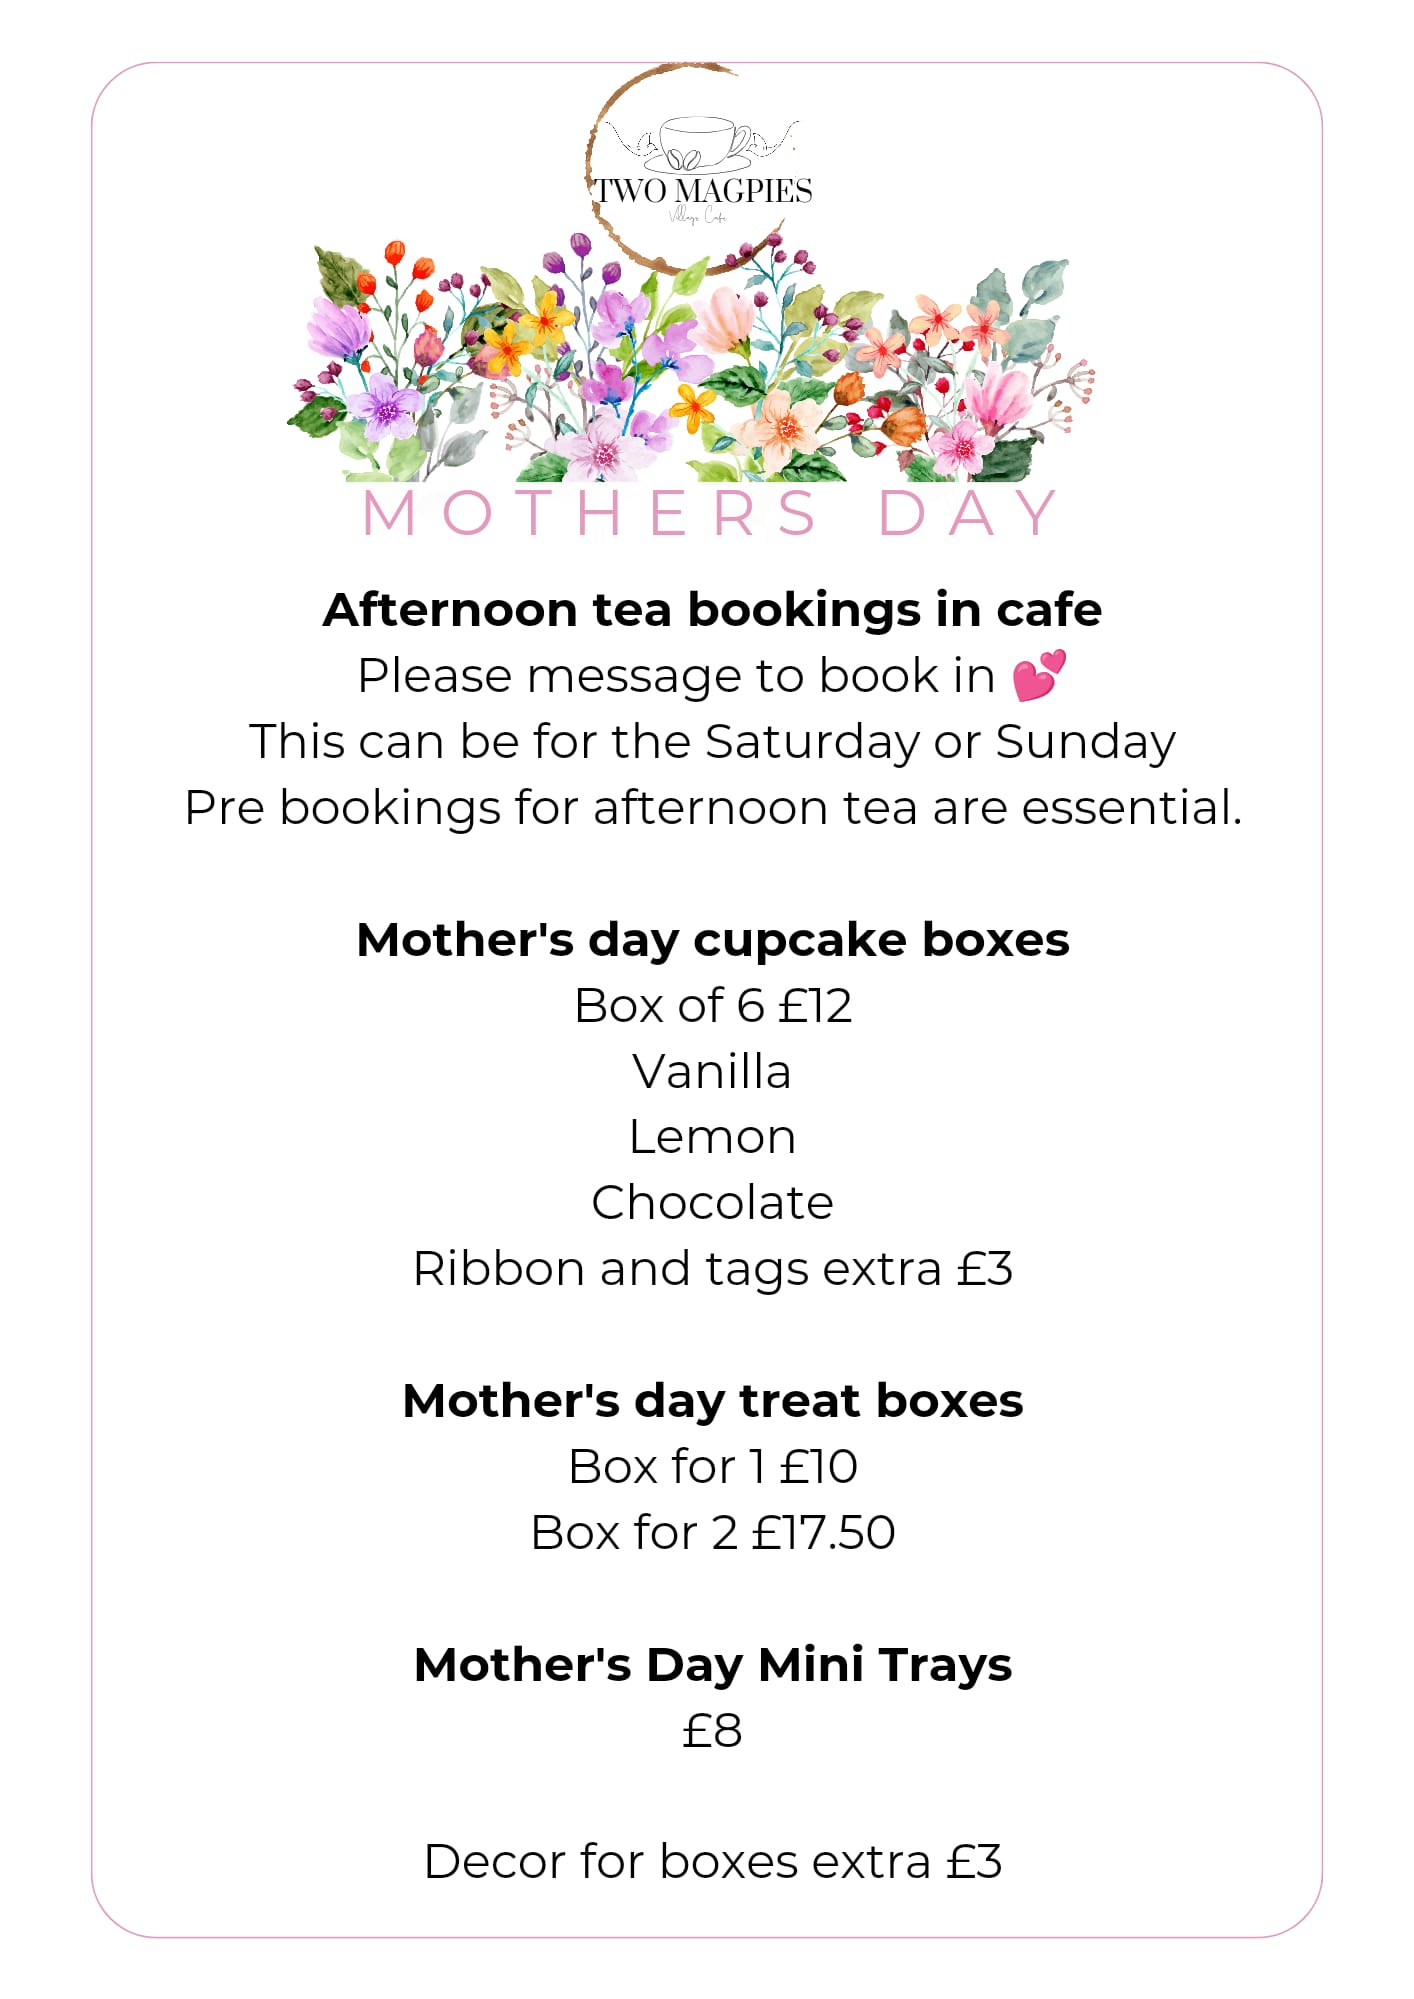 TWO MAGPIES
Village Cafe
MOTHERS DAY
Afternoon tea bookings in cafe
Please message to book in 💕
This can be for the Saturday or Sunday
Pre bookings for afternoon tea are essential.
Mother's day cupcake boxes
Box of 6 £12
Vanilla
Lemon
Chocolate
Ribbon and tags extra £3
Mother's day treat boxes
Box for 1 £10
Box for 2 £17.50
Mother's Day Mini Trays
£8
Decor for boxes extra £3